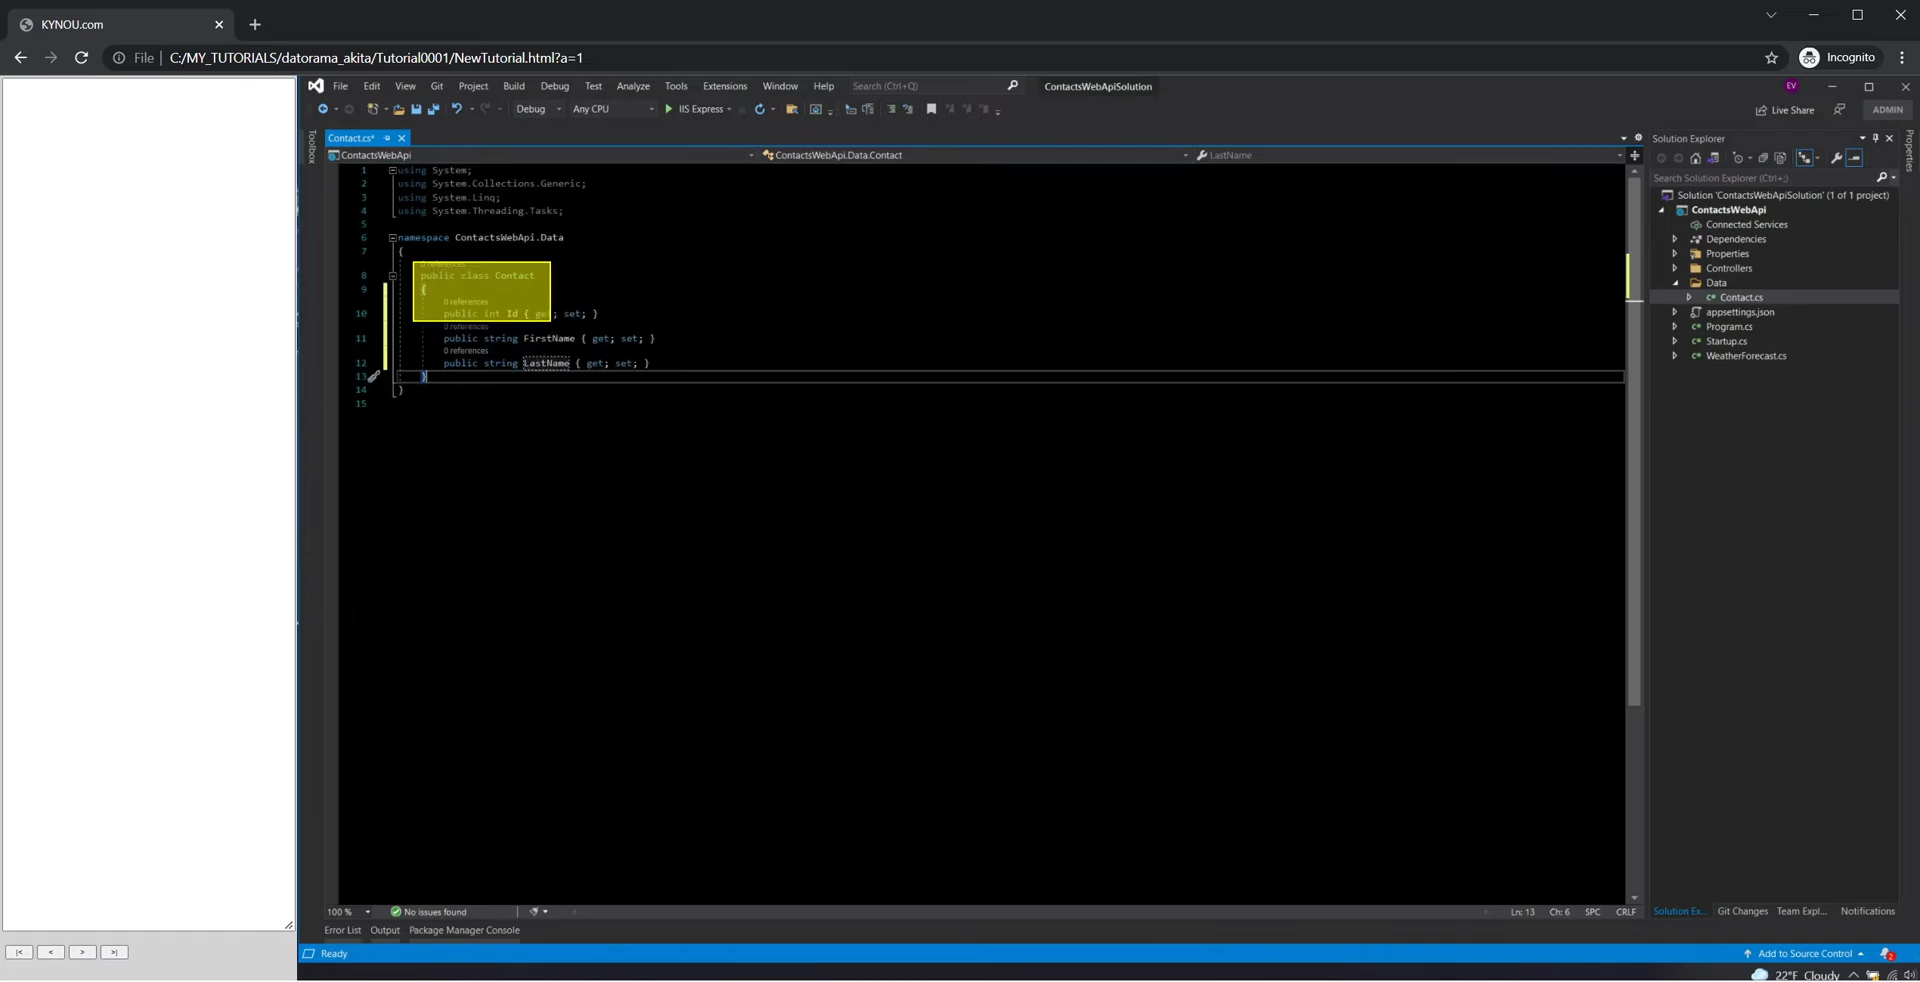 KYNOU.com
File C:/MY_TUTORIALS/datorama_akita/Tutorial0001/NewTutorial.html?a=1
Incognito
File Edit View Git Project Build Debug Test Analyze Tools Extensions Window Help Search (Ctrl+Q) ContactsWebApiSolution EV
Debug Any CPU IIS Express Live Share ADMIN
Toolbox
Contact.cs*
ContactsWebApi ContactsWebApi.Data.Contact LastName
1 using System;
2 using System.Collections.Generic;
3 using System.Linq;
4 using System.Threading.Tasks;
5
6 namespace ContactsWebApi.Data
7 {
0 references
8 public class Contact
9 {
0 references
10 public int Id { get; set; }
0 references
11 public string FirstName { get; set; }
0 references
12 public string LastName { get; set; }
13 }
14 }
15
Solution Explorer
Search Solution Explorer (Ctrl+;)
Solution 'ContactsWebApiSolution' (1 of 1 project)
ContactsWebApi
Connected Services
Dependencies
Properties
Controllers
Data
C# Contact.cs
appsettings.json
C# Program.cs
C# Startup.cs
C# WeatherForecast.cs
Properties
100 % No issues found Ln: 13 Ch: 6 SPC CRLF
Solution Ex... Git Changes Team Expl... Notifications
Error List Output Package Manager Console
|< < > >|
Ready Add to Source Control 2
22°F Cloudy